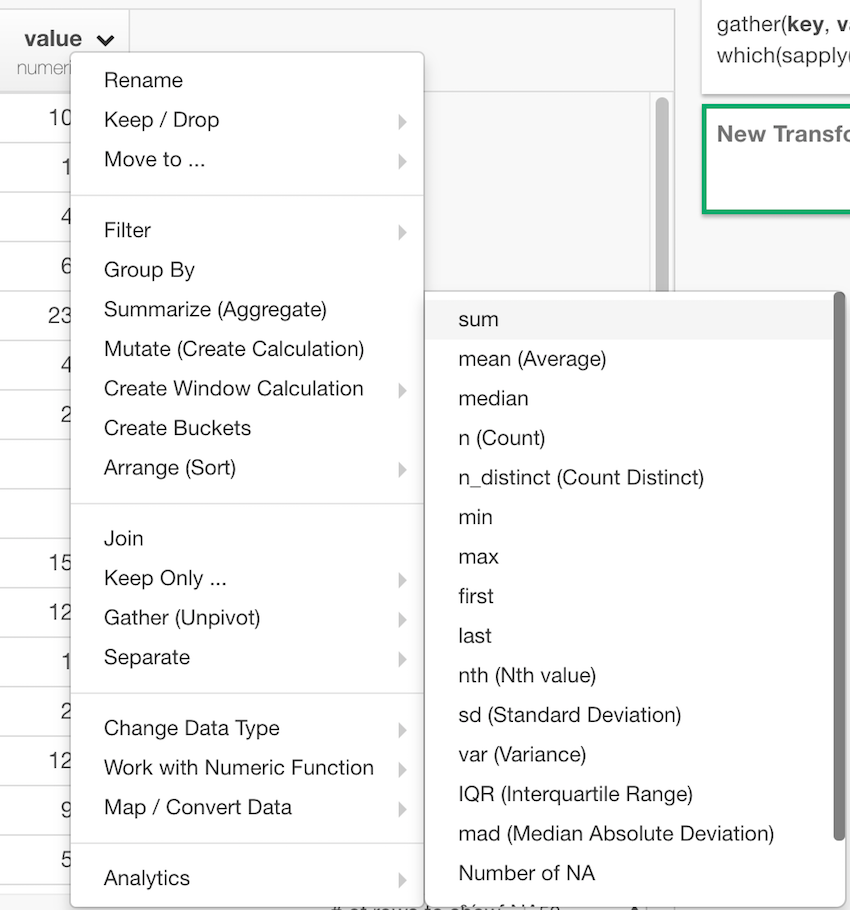 value
numeri
10
1
4
6
23
4
2
15
12
1
2
12
9
5
Rename
Keep / Drop
Move to ...
Filter
Group By
Summarize (Aggregate)
Mutate (Create Calculation)
Create Window Calculation
Create Buckets
Arrange (Sort)
Join
Keep Only ...
Gather (Unpivot)
Separate
Change Data Type
Work with Numeric Function
Map / Convert Data
Analytics
sum
mean (Average)
median
n (Count)
n_distinct (Count Distinct)
min
max
first
last
nth (Nth value)
sd (Standard Deviation)
var (Variance)
IQR (Interquartile Range)
mad (Median Absolute Deviation)
Number of NA
gather(key, v
which(sapply(
New Transfo